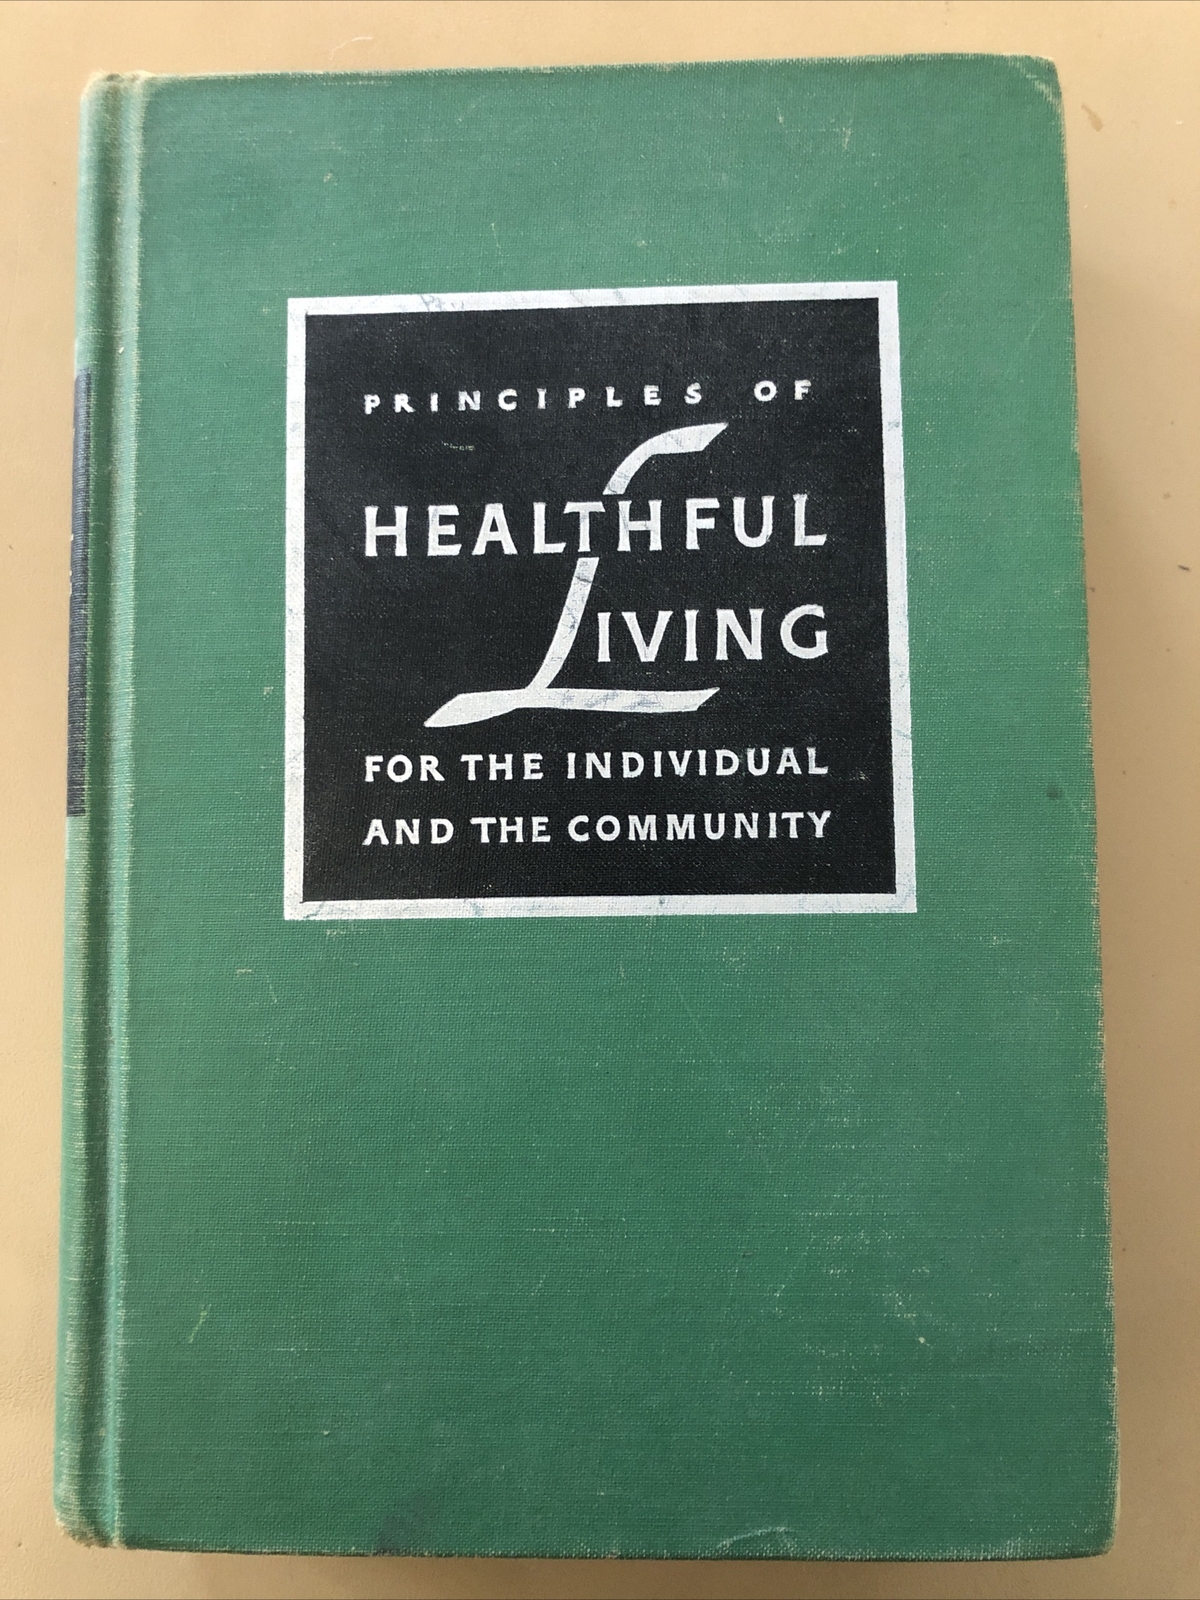 PRINCIPLES OF
HEALTHFUL
LIVING
FOR THE INDIVIDUAL
AND THE COMMUNITY